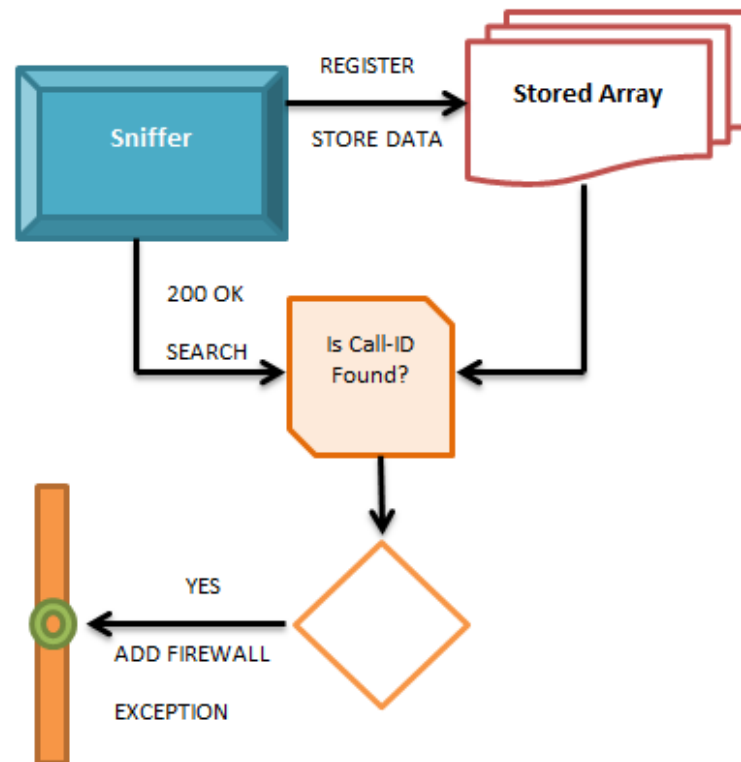 Sniffer
REGISTER
STORE DATA
Stored Array
200 OK
SEARCH
Is Call-ID
Found?
YES
ADD FIREWALL
EXCEPTION